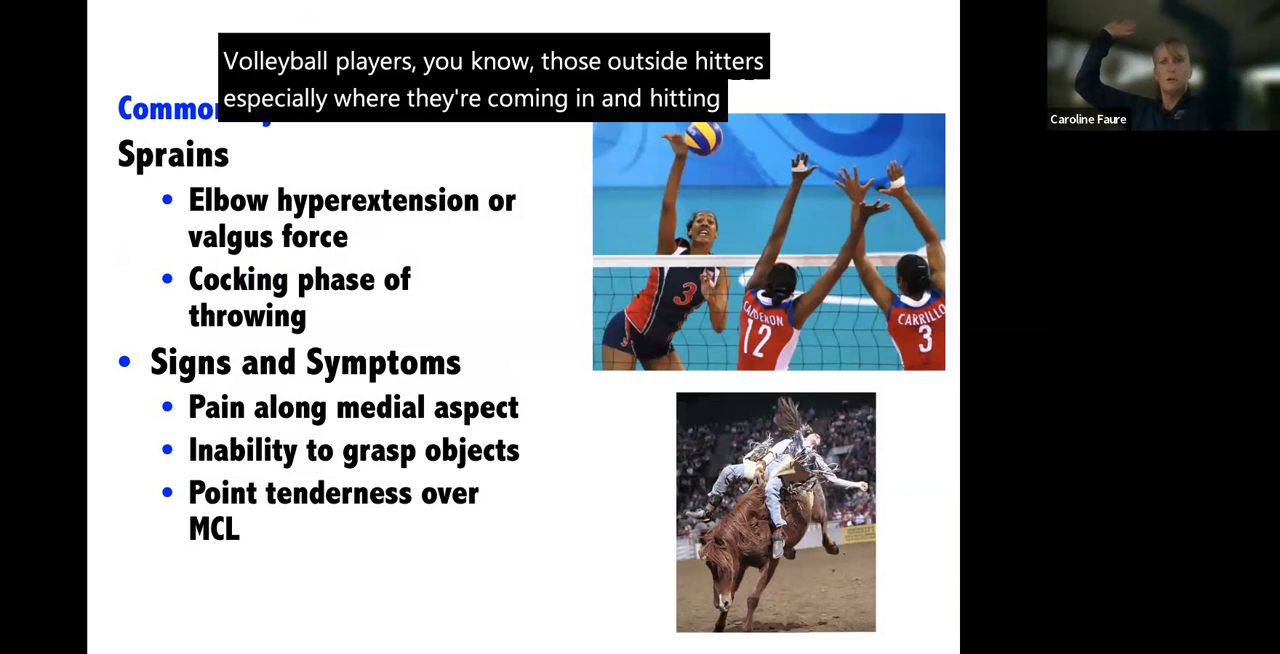 Volleyball players, you know, those outside hitters
especially where they're coming in and hitting
Caroline Faure
Sprains
• Elbow hyperextension or
valgus force
• Cocking phase of
throwing
• Signs and Symptoms
• Pain along medial aspect
• Inability to grasp objects
• Point tenderness over
MCL
3
CALDERON
12
CARRILLO
3